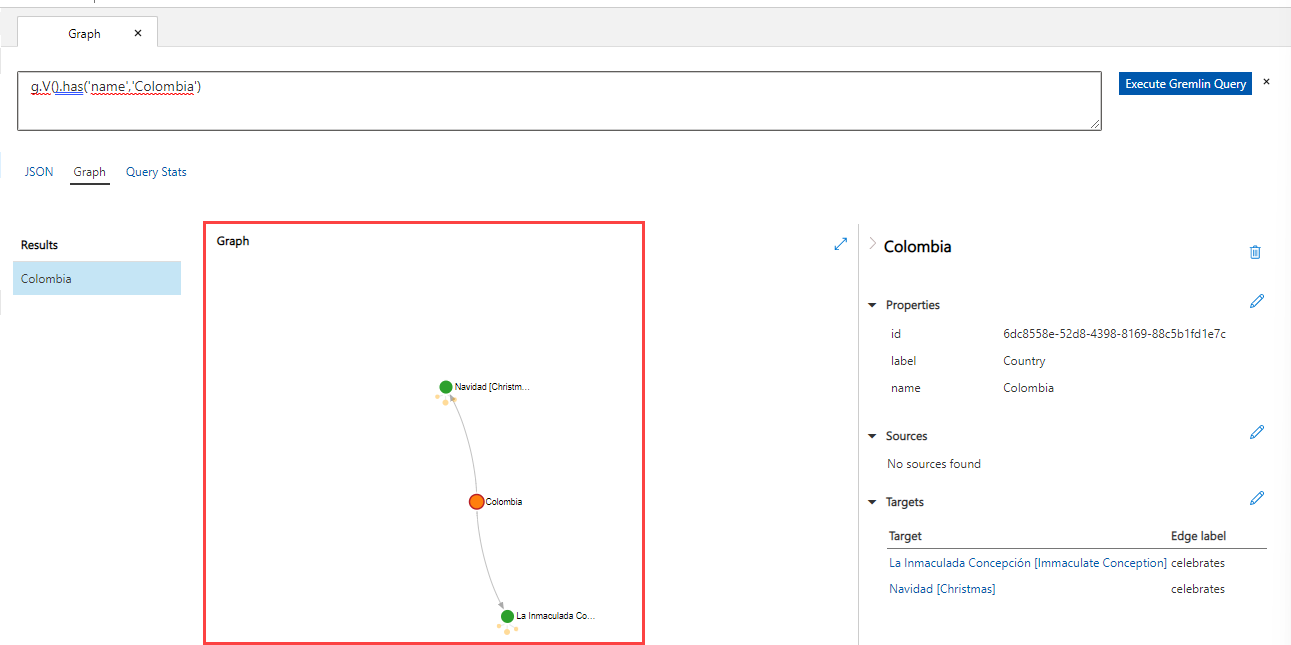 Graph ×
g.V().has('name','Colombia')
Execute Gremlin Query ×
JSON Graph Query Stats
Results
Colombia
Graph
Navidad [Christm...
Colombia
La Inmaculada Co...
Colombia
Properties
id 6dc8558e-52d8-4398-8169-88c5b1fd1e7c
label Country
name Colombia
Sources
No sources found
Targets
Target Edge label
La Inmaculada Concepción [Immaculate Conception] celebrates
Navidad [Christmas] celebrates